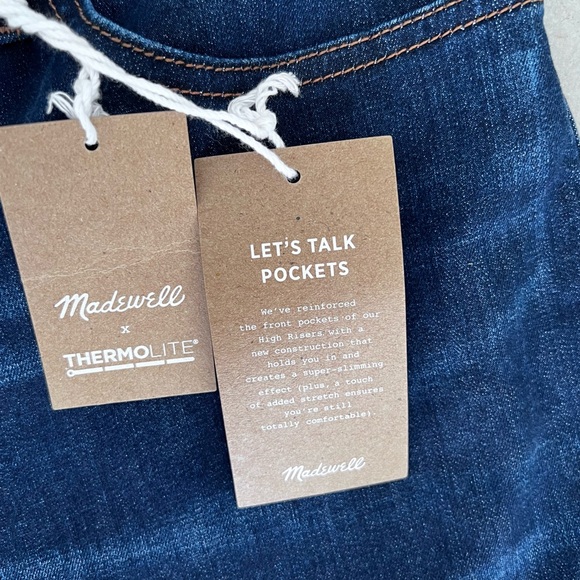 Madewell
x
THERMOLITE®
LET'S TALK
POCKETS
We've reinforced
the front pockets of our
High Risers with a
new construction that
holds you in and
creates a super-slimming
effect (plus, a touch
of added stretch ensures
you're still
totally comfortable).
Madewell